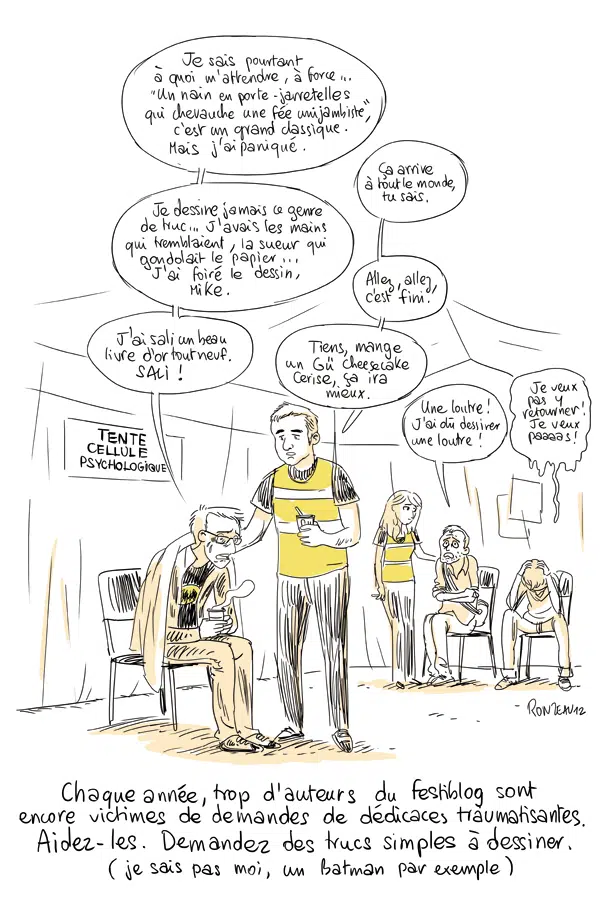 Je sais pourtant
à quoi m'attendre, à force...
"Un nain en porte-jarretelles
qui chevauche une fée unijambiste",
c'est un grand classique.
Mais j'ai paniqué.
Ça arrive
à tout le monde,
tu sais.
Je dessine jamais ce genre
de truc... J'avais les mains
qui tremblaient, la sueur qui
gondolait le papier...
J'ai foiré le dessin,
Mike.
Allez, allez,
c'est fini.
J'ai sali un beau
livre d'or tout neuf.
SALI !
Tiens, mange
un Gü Cheesecake
Cerise, ça ira
mieux.
Une loutre !
J'ai dû dessiner
une loutre !
Je veux
pas y
retourner !
Je veux
paaas !
TENTE
CELLULE
PSYCHOLOGIQUE
RONZEAU12
Chaque année, trop d'auteurs du festiblog sont
encore victimes de demandes de dédicaces traumatisantes.
Aidez-les. Demandez des trucs simples à dessiner.
(je sais pas moi, un Batman par exemple)